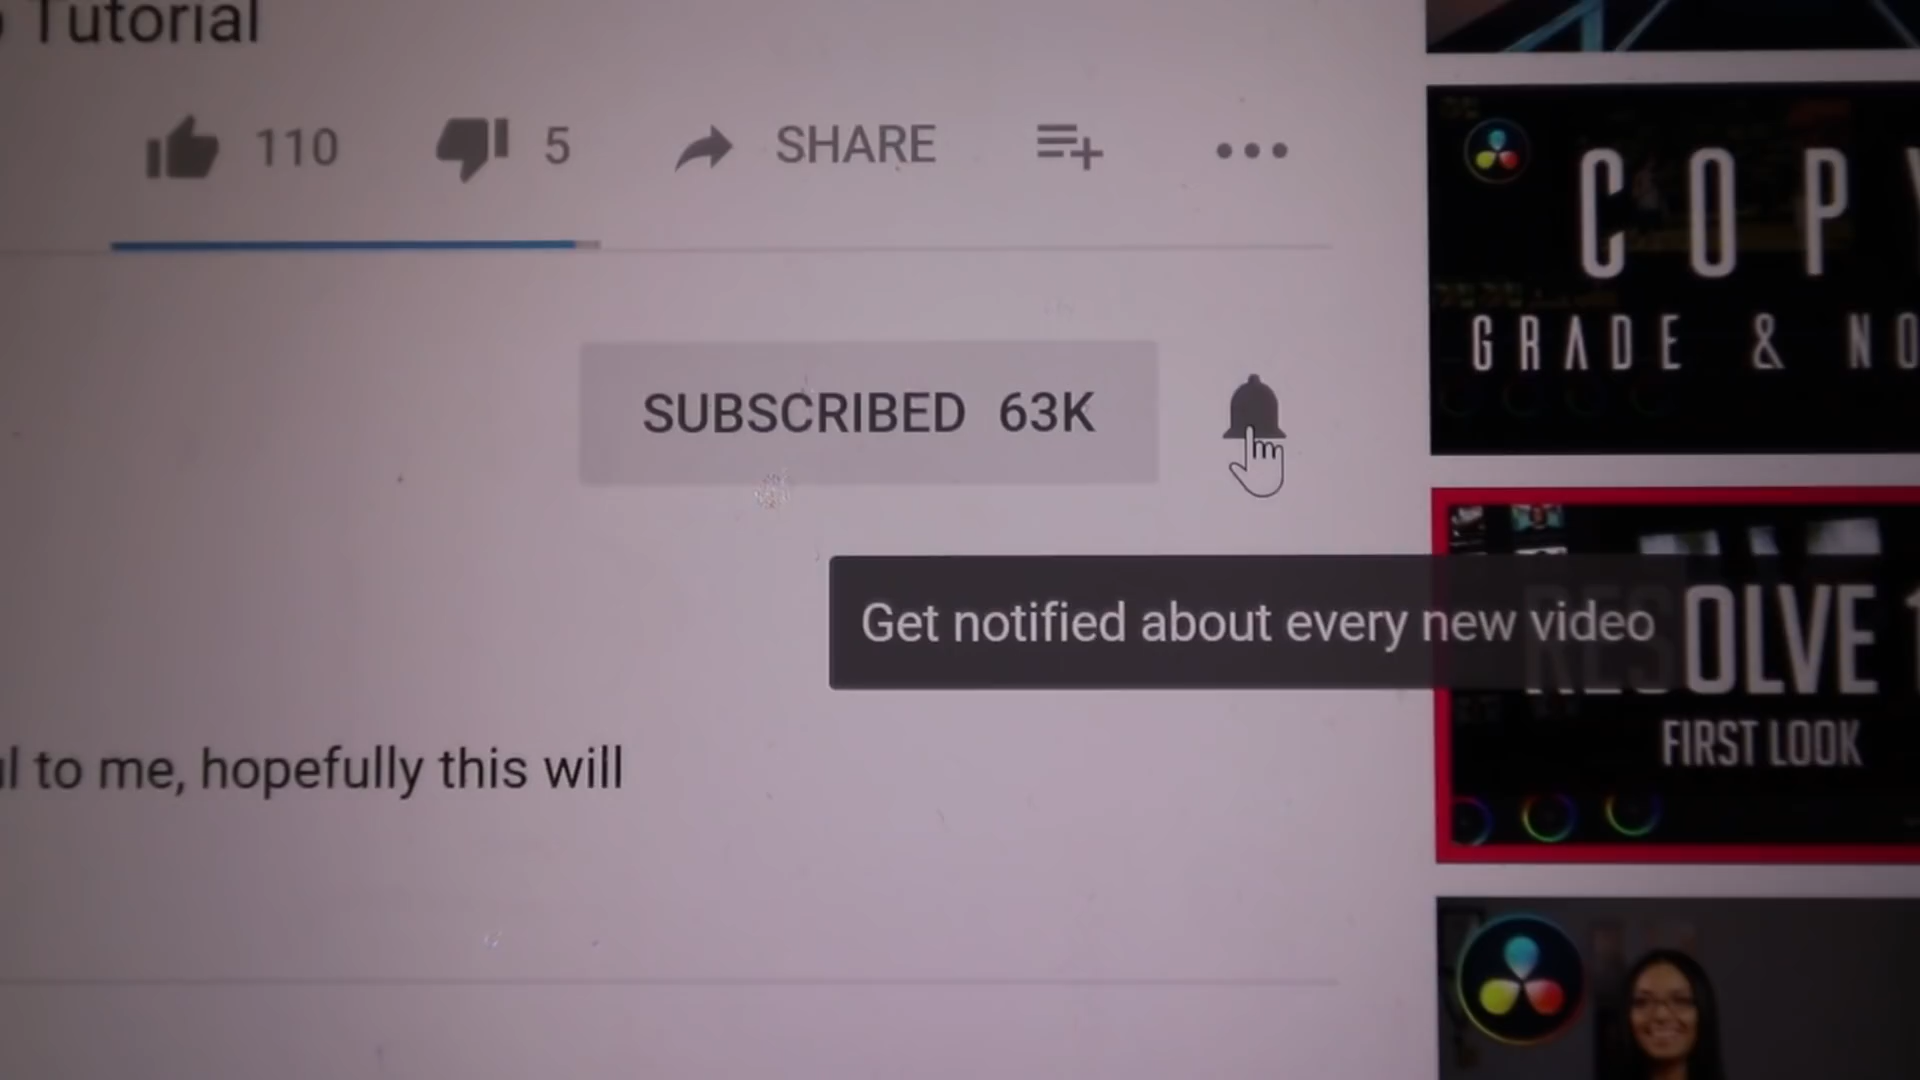 Tutorial
110 5 SHARE
SUBSCRIBED 63K
Get notified about every new video
to me, hopefully this will
COPY
GRADE & NO
RESOLVE
FIRST LOOK